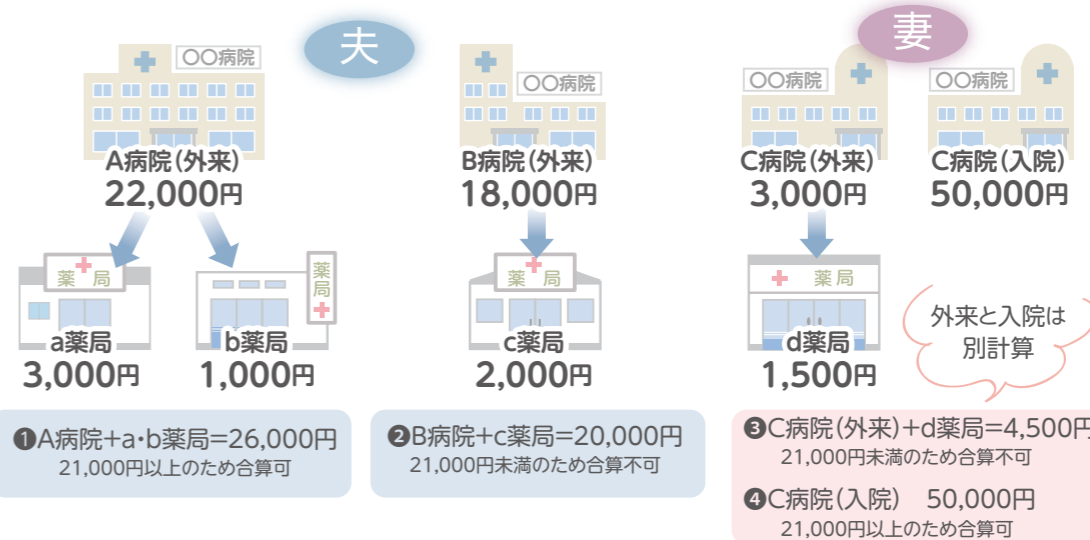 夫
妻
〇〇病院
A病院(外来)
22,000円
薬局
a薬局
3,000円
薬局
b薬局
1,000円
❶A病院+a・b薬局=26,000円
21,000円以上のため合算可
〇〇病院
B病院(外来)
18,000円
薬局
c薬局
2,000円
❷B病院+c薬局=20,000円
21,000円未満のため合算不可
〇〇病院
C病院(外来)
3,000円
薬局
d薬局
1,500円
〇〇病院
C病院(入院)
50,000円
外来と入院は
別計算
❸C病院(外来)+d薬局=4,500円
21,000円未満のため合算不可
❹C病院(入院) 50,000円
21,000円以上のため合算可